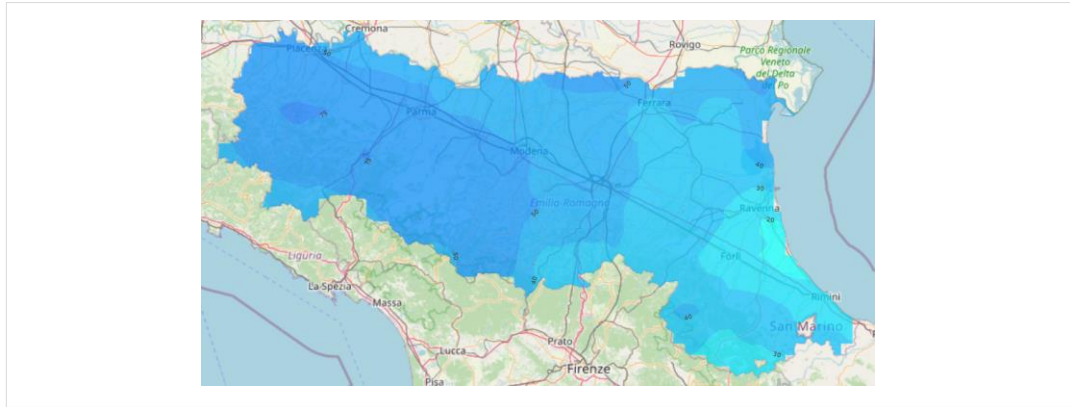 Cremona
Piacenza
Rovigo
Parco Regionale
Veneto
del Delta
del Po
Ferrara
Parma
Modena
Emilia-Romagna
Ravenna
20
Forlì
Liguria
La Spezia
Massa
Rimini
San Marino
Lucca
Prato
Firenze
Pisa